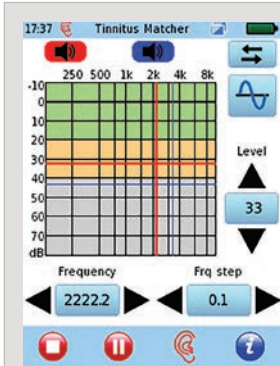 17:37 Tinnitus Matcher
250 500 1k 2k 4k 8k
-10
0
10
20
30
40
50
60
70
dB
Level
33
Frequency Frq step
2222.2 0.1
i